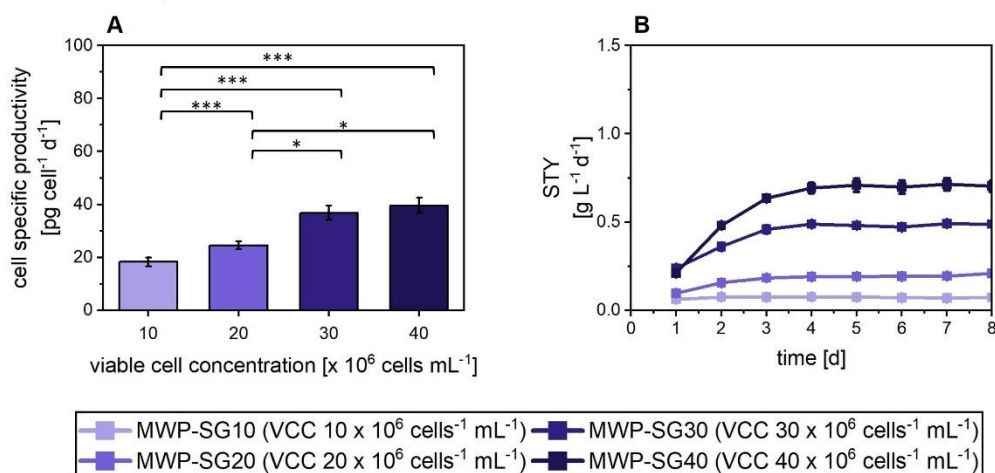 A
cell specific productivity
[pg cell⁻¹ d⁻¹]
100
80
60
40
20
0
***
***
***
*
*
10
20
30
40
viable cell concentration [x 10⁶ cells mL⁻¹]
B
STY
[g L⁻¹ d⁻¹]
1.5
1.0
0.5
0.0
0
1
2
3
4
5
6
7
8
time [d]
MWP-SG10 (VCC 10 x 10⁶ cells⁻¹ mL⁻¹)
MWP-SG30 (VCC 30 x 10⁶ cells⁻¹ mL⁻¹)
MWP-SG20 (VCC 20 x 10⁶ cells⁻¹ mL⁻¹)
MWP-SG40 (VCC 40 x 10⁶ cells⁻¹ mL⁻¹)